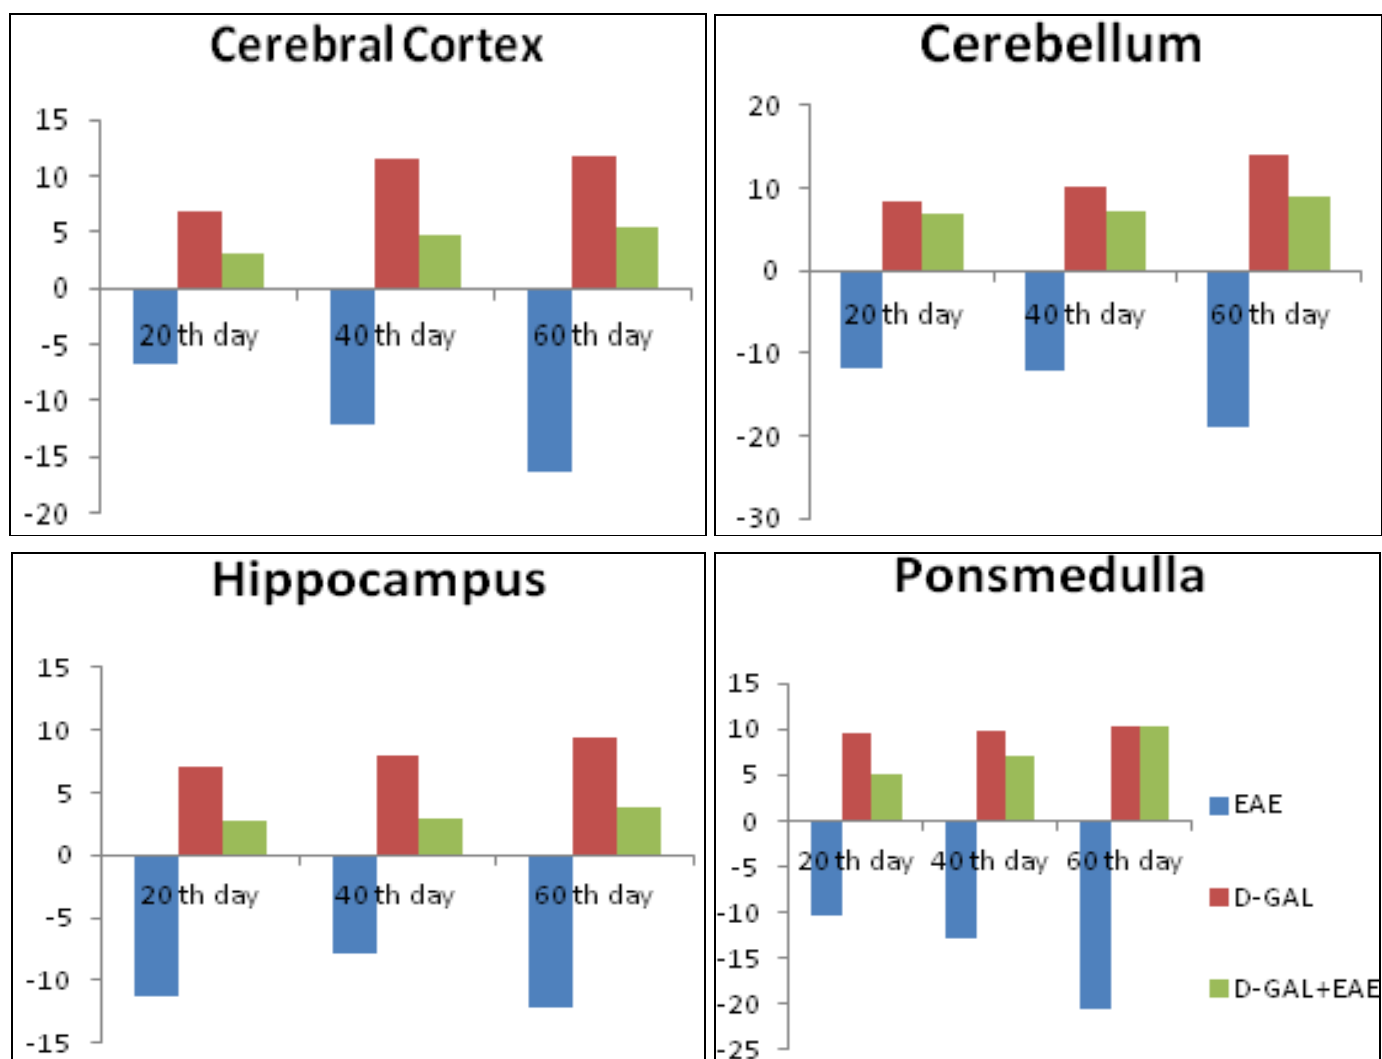 Cerebral Cortex
15
10
5
0
-5
-10
-15
-20
20 th day
40 th day
60 th day
Cerebellum
20
10
0
-10
-20
-30
20 th day
40 th day
60 th day
Hippocampus
15
10
5
0
-5
-10
-15
20 th day
40 th day
60 th day
Ponsmedulla
15
10
5
0
-5
-10
-15
-20
-25
20 th day
40 th day
60 th day
EAE
D-GAL
D-GAL+EAE